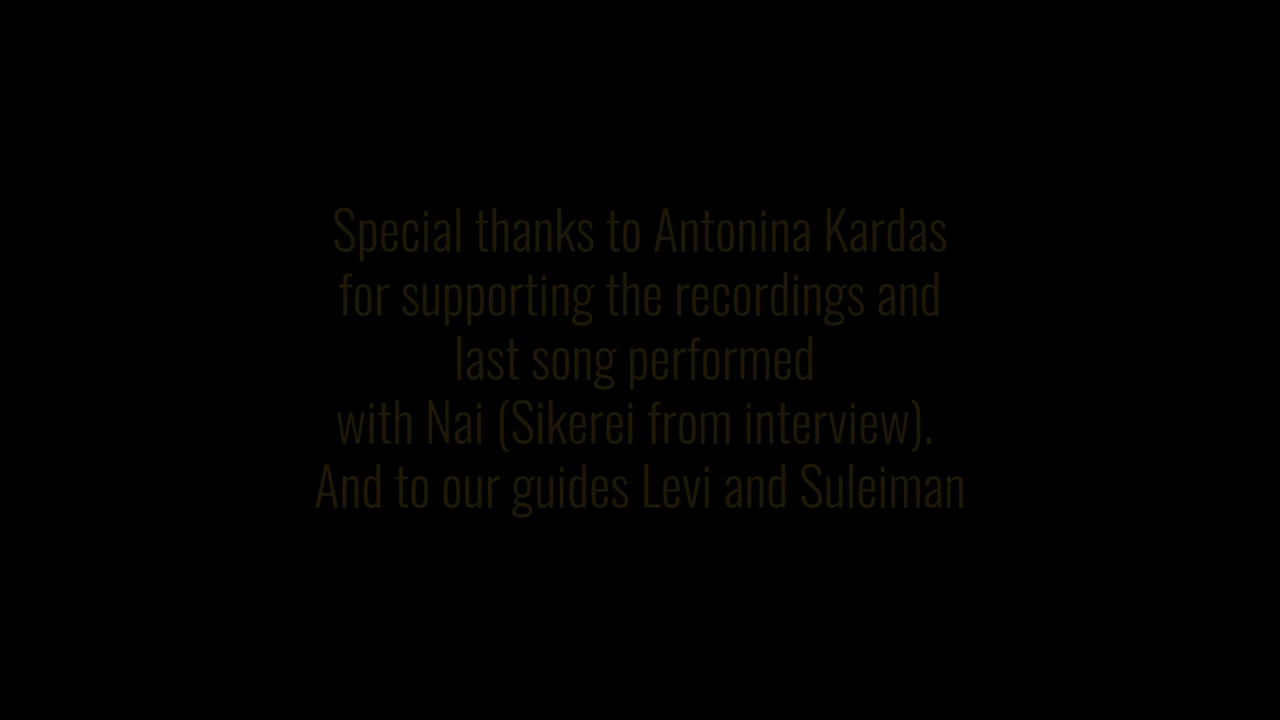 Special thanks to Antonina Kardas
for supporting the recordings and
last song performed
with Nai (Sikerei from interview).
And to our guides Levi and Suleiman